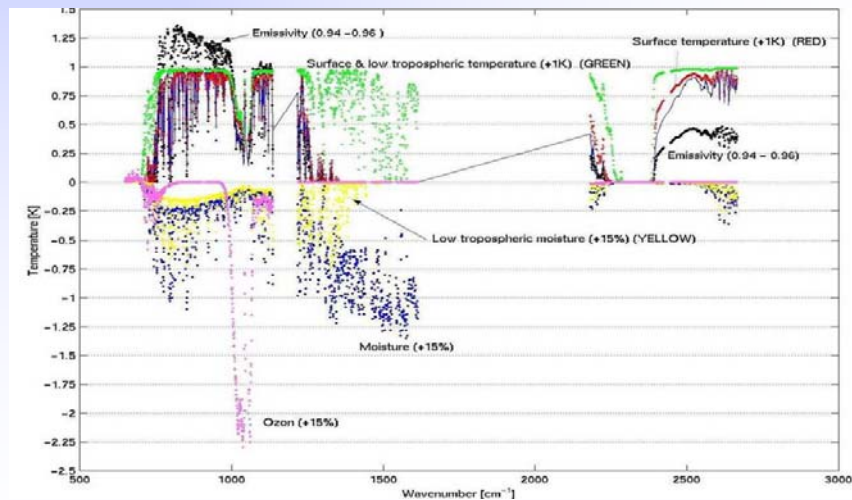 1.5
1.25
1
0.75
0.5
0.25
0
−0.25
−0.5
−0.75
−1
−1.25
−1.5
−1.75
−2
−2.25
−2.5
Temperature [K]
Emissivity (0.94 −0.96 )
Surface & low tropospheric temperature (+1K) (GREEN)
Surface temperature (+1K) (RED)
Emissivity (0.94 − 0.96)
Low tropospheric moisture (+15%) (YELLOW)
Moisture (+15%)
Ozon (+15%)
500
1000
1500
2000
2500
3000
Wavenumber [cm⁻¹]